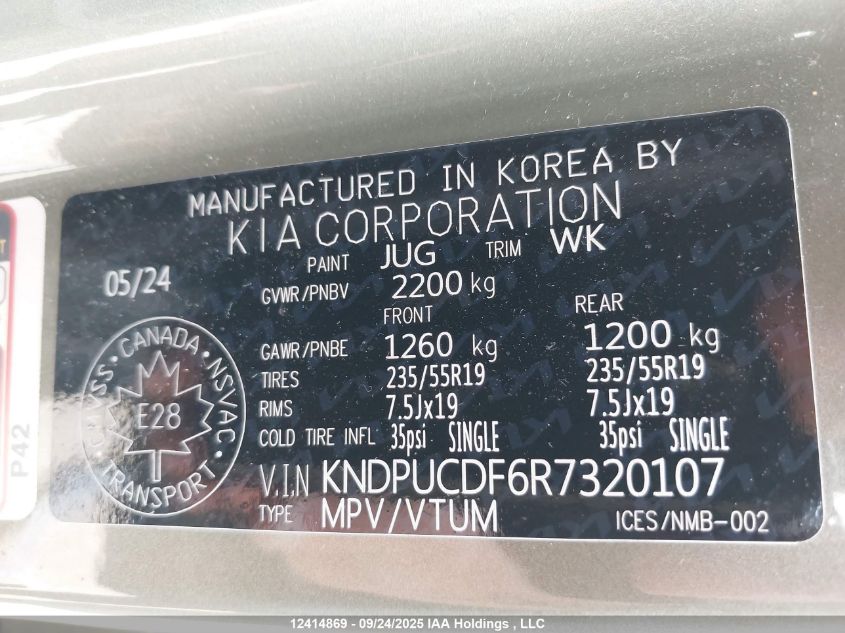 MANUFACTURED IN KOREA BY
KIA CORPORATION
PAINT JUG TRIM WK
05/24
GVWR/PNBV 2200 kg
FRONT REAR
GAWR/PNBE 1260 kg 1200 kg
TIRES 235/55R19 235/55R19
RIMS 7.5Jx19 7.5Jx19
COLD TIRE INFL 35psi SINGLE 35psi SINGLE
V.I.N KNDPUCDF6R7320107
TYPE MPV/VTUM
ICES/NMB-002
CMVSS • CANADA • NSVAC
E28
TRANSPORT
P42
12414869 - 09/24/2025 IAA Holdings, LLC